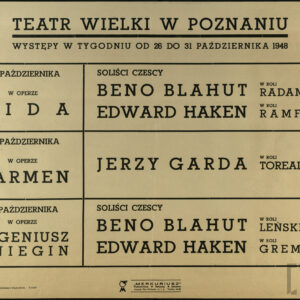 TEATR WIELKI W POZNANIU
WYSTĘPY W TYGODNIU OD 26 DO 31 PAŹDZIERNIKA 1948
PAŹDZIERNIKA
W OPERZE
IDA
SOLIŚCI CZESCY
BENO BLAHUT W ROLI RADAM
EDWARD HAKEN W ROLI RAMF
PAŹDZIERNIKA
W OPERZE
ARMEN
JERZY GARDA W ROLI TOREAD
PAŹDZIERNIKA
W OPERZE
GENIUSZ
NIEGIN
SOLIŚCI CZESCY
BENO BLAHUT W ROLI LEŃSKI
EDWARD HAKEN W ROLI GREM
"MERKURIUSZ"